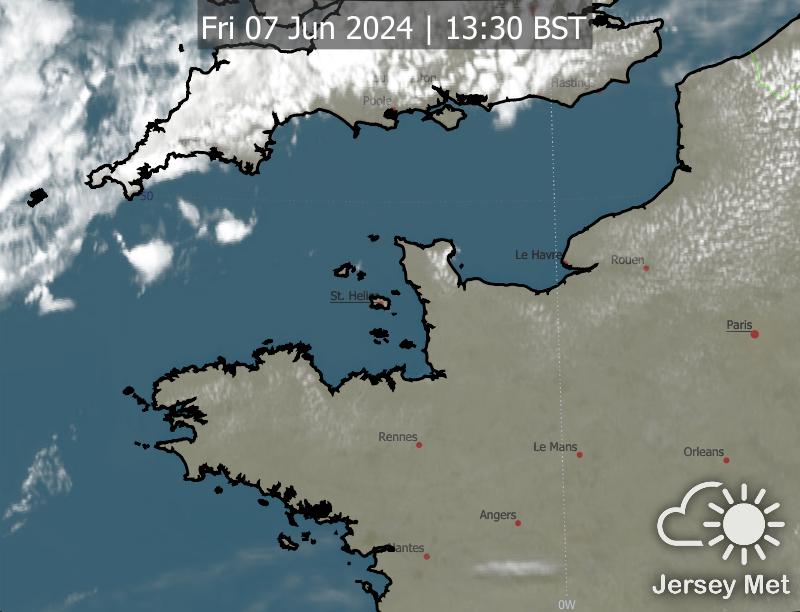 Fri 07 Jun 2024 | 13:30 BST
Hastings
Poole
50
Le Havre
Rouen
St. Helier
Paris
Rennes
Le Mans
Orleans
Angers
Nantes
Jersey Met
0W